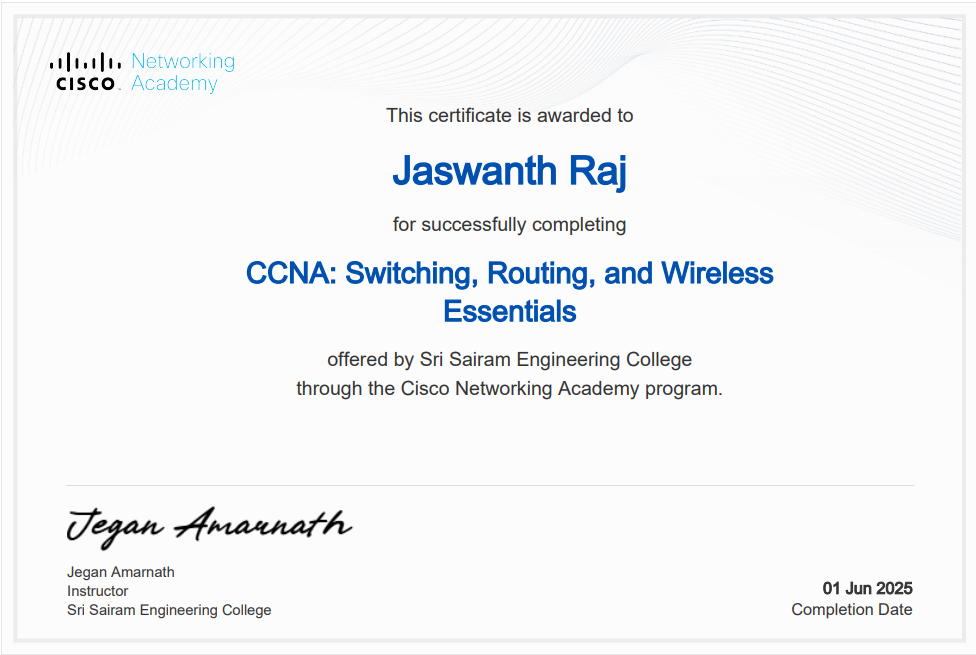 Networking
CISCO Academy
This certificate is awarded to
Jaswanth Raj
for successfully completing
CCNA: Switching, Routing, and Wireless
Essentials
offered by Sri Sairam Engineering College
through the Cisco Networking Academy program.
Jegan Amarnath
Jegan Amarnath
Instructor
Sri Sairam Engineering College
01 Jun 2025
Completion Date